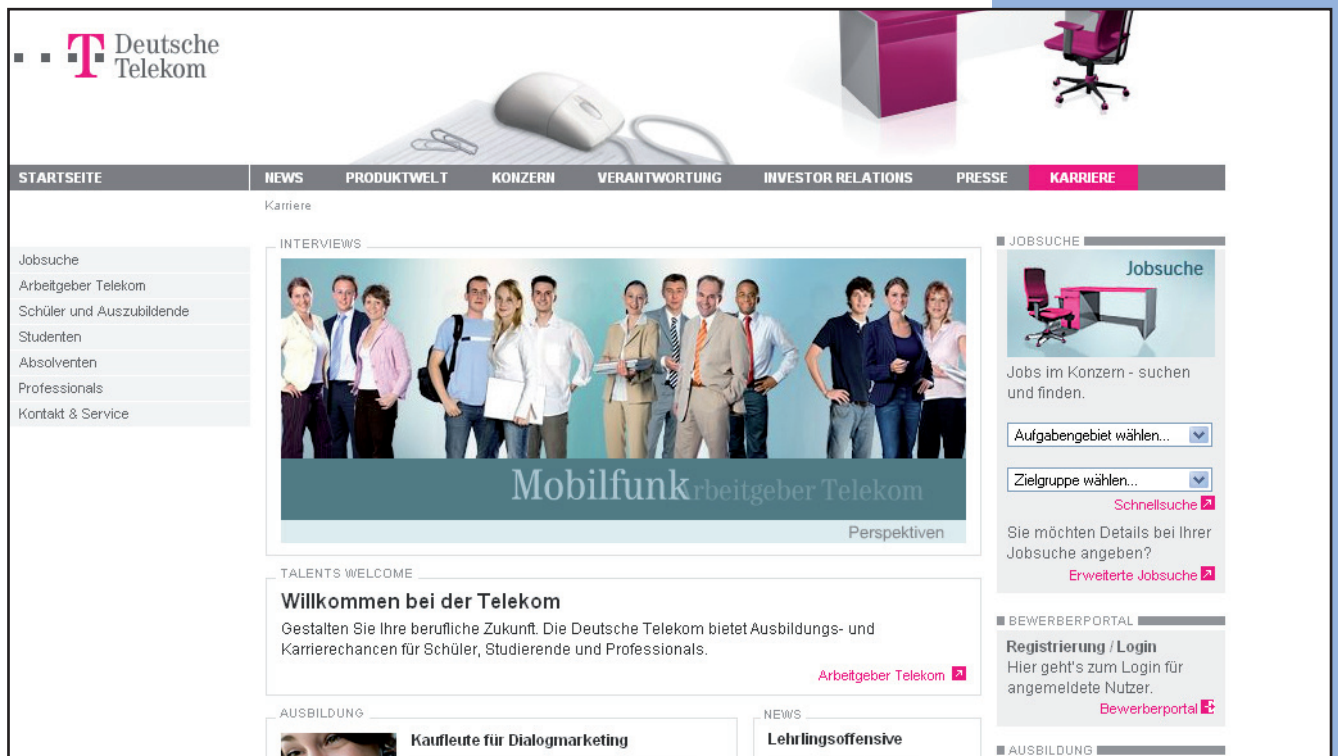 Deutsche
Telekom
STARTSEITE NEWS PRODUKTWELT KONZERN VERANTWORTUNG INVESTOR RELATIONS PRESSE KARRIERE
Karriere
Jobsuche
Arbeitgeber Telekom
Schüler und Auszubildende
Studenten
Absolventen
Professionals
Kontakt & Service
INTERVIEWS
Mobilfunk rbeitgeber Telekom
Perspektiven
TALENTS WELCOME
Willkommen bei der Telekom
Gestalten Sie Ihre berufliche Zukunft. Die Deutsche Telekom bietet Ausbildungs- und
Karrierechancen für Schüler, Studierende und Professionals.
Arbeitgeber Telekom
AUSBILDUNG
Kaufleute für Dialogmarketing
NEWS
Lehrlingsoffensive
JOBSUCHE
Jobsuche
Jobs im Konzern - suchen
und finden.
Aufgabengebiet wählen...
Zielgruppe wählen...
Schnellsuche
Sie möchten Details bei Ihrer
Jobsuche angeben?
Erweiterte Jobsuche
BEWERBERPORTAL
Registrierung / Login
Hier geht's zum Login für
angemeldete Nutzer.
Bewerberportal
AUSBILDUNG